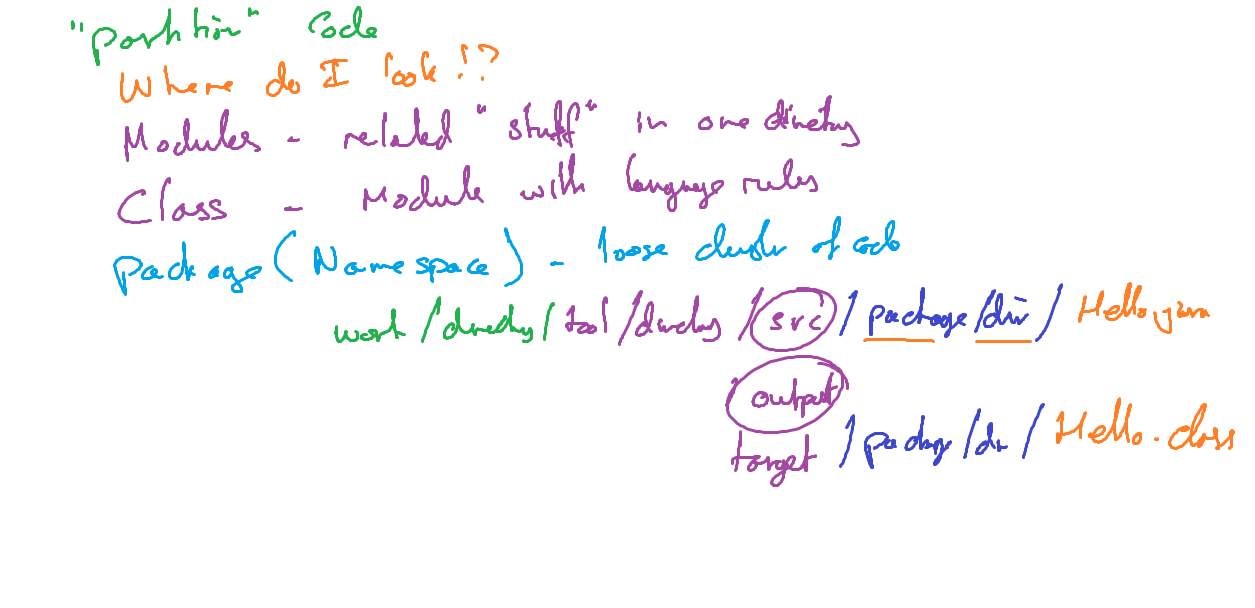 "partition" Code
Where do I look!?
Modules - related "stuff" in one directory
Class - Module with language rules
package (Namespace) - loose cluster of code
work/directory/tool/directory/src/package/dir/Hello.java
output
target/package/dir/Hello.class